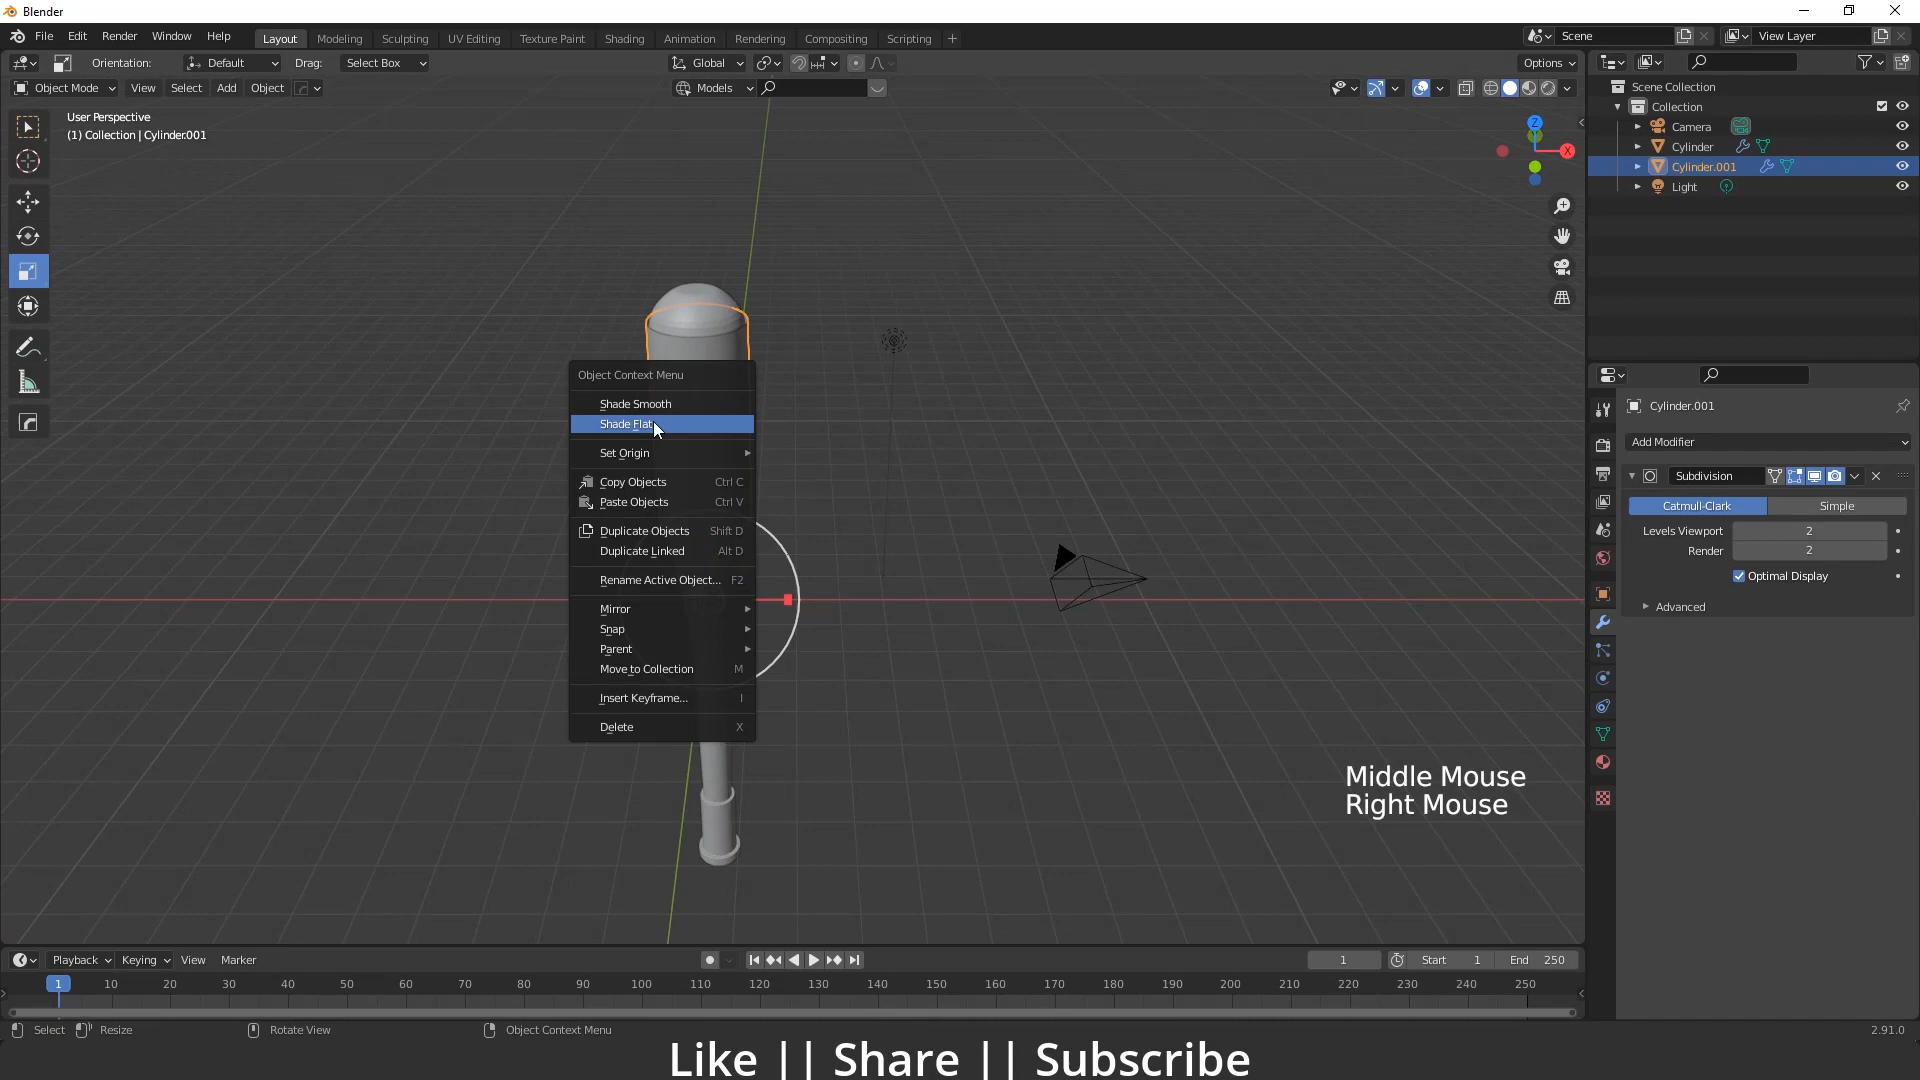 Blender
File Edit Render Window Help Layout Modeling Sculpting UV Editing Texture Paint Shading Animation Rendering Compositing Scripting + Scene View Layer
Orientation: Default Drag: Select Box Global Options
Object Mode View Select Add Object Models
User Perspective
(1) Collection | Cylinder.001
Z
X
Scene Collection
Collection
Camera
Cylinder
Cylinder.001
Light
Object Context Menu
Shade Smooth
Shade Flat
Set Origin
Copy Objects Ctrl C
Paste Objects Ctrl V
Duplicate Objects Shift D
Duplicate Linked Alt D
Rename Active Object... F2
Mirror
Snap
Parent
Move to Collection M
Insert Keyframe... I
Delete X
Cylinder.001
Add Modifier
Subdivision
Catmull-Clark Simple
Levels Viewport 2
Render 2
Optimal Display
Advanced
Middle Mouse
Right Mouse
Playback Keying View Marker 1 Start 1 End 250
1 10 20 30 40 50 60 70 80 90 100 110 120 130 140 150 160 170 180 190 200 210 220 230 240 250
Select Resize Rotate View Object Context Menu 2.91.0
Like || Share || Subscribe